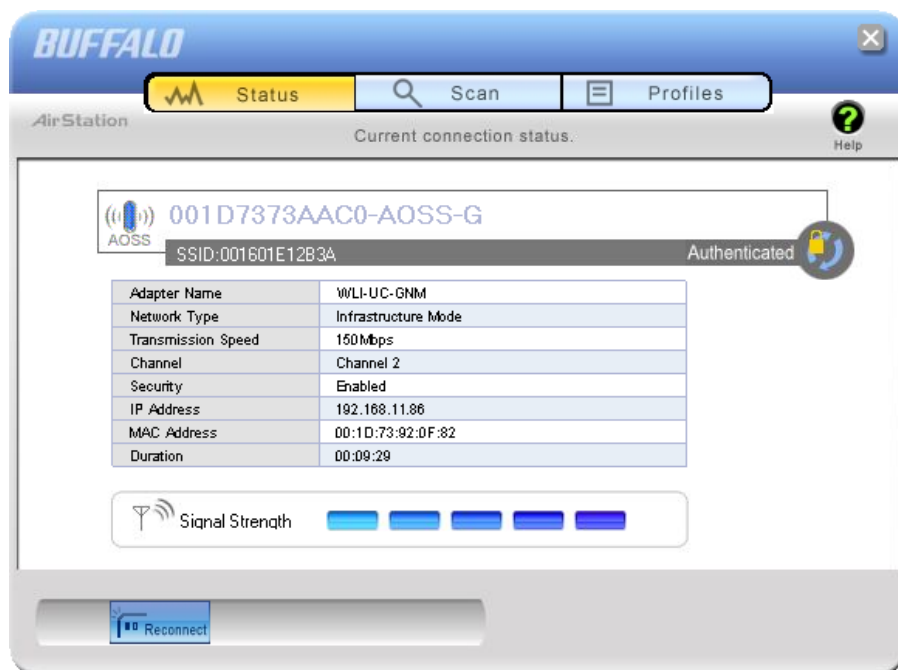 BUFFALO
Status
Scan
Profiles
AirStation
Current connection status.
Help
AOSS
001D7373AAC0-AOSS-G
SSID:001601E12B3A
Authenticated
Adapter Name WLI-UC-GNM
Network Type Infrastructure Mode
Transmission Speed 150Mbps
Channel Channel 2
Security Enabled
IP Address 192.168.11.86
MAC Address 00:1D:73:92:0F:82
Duration 00:09:29
Signal Strength
Reconnect